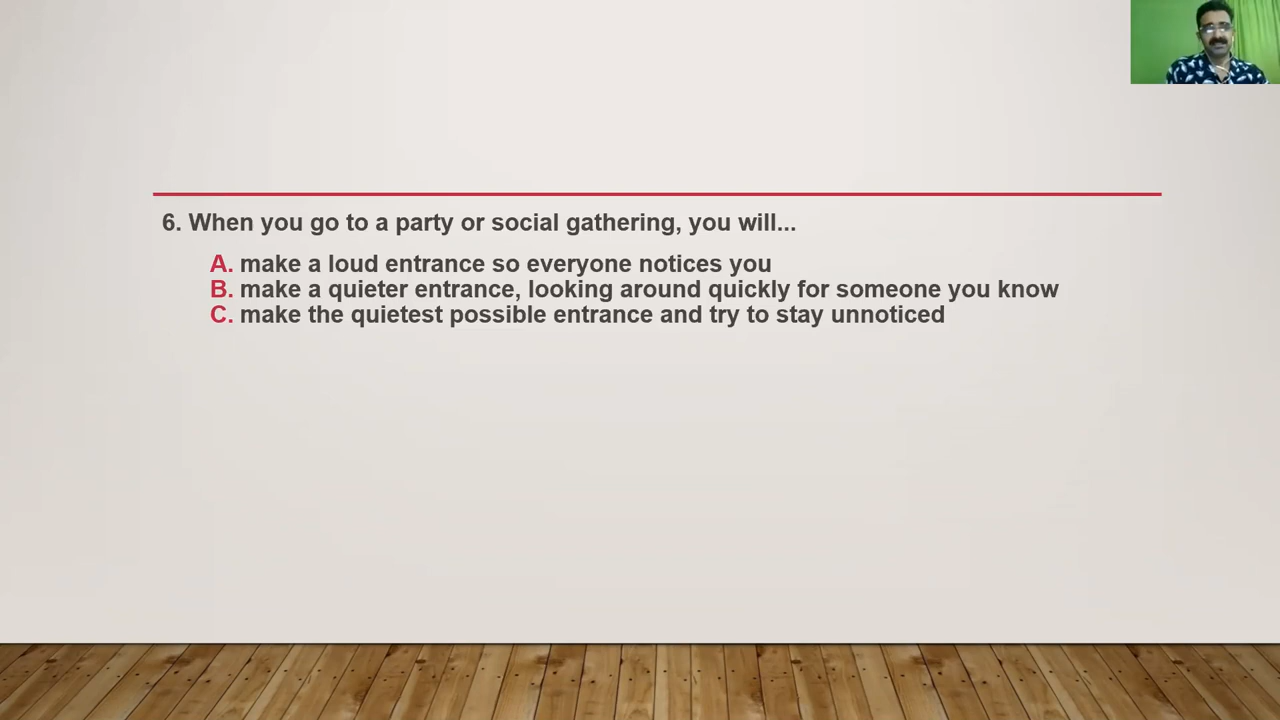 6. When you go to a party or social gathering, you will...
A. make a loud entrance so everyone notices you
B. make a quieter entrance, looking around quickly for someone you know
C. make the quietest possible entrance and try to stay unnoticed